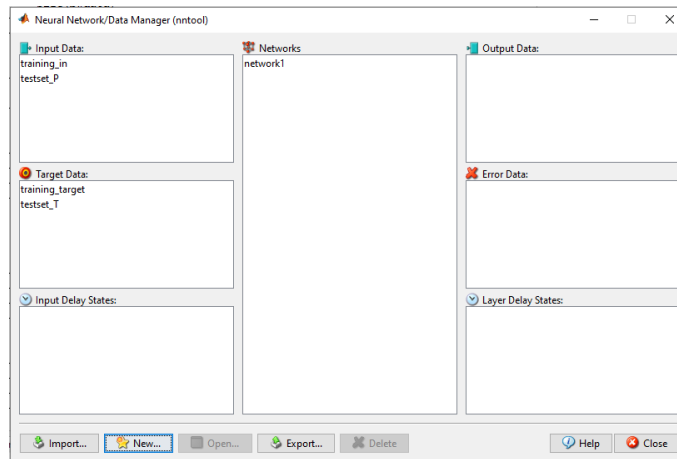 Neural Network/Data Manager (nntool)
Input Data:
training_in
testset_P
Networks
network1
Output Data:
Target Data:
training_target
testset_T
Error Data:
Input Delay States:
Layer Delay States:
Import...
New...
Open...
Export...
Delete
Help
Close